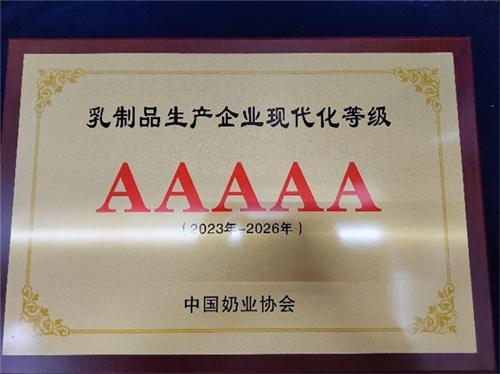 乳制品生产企业现代化等级
AAAAA
(2023年-2026年)
中国奶业协会